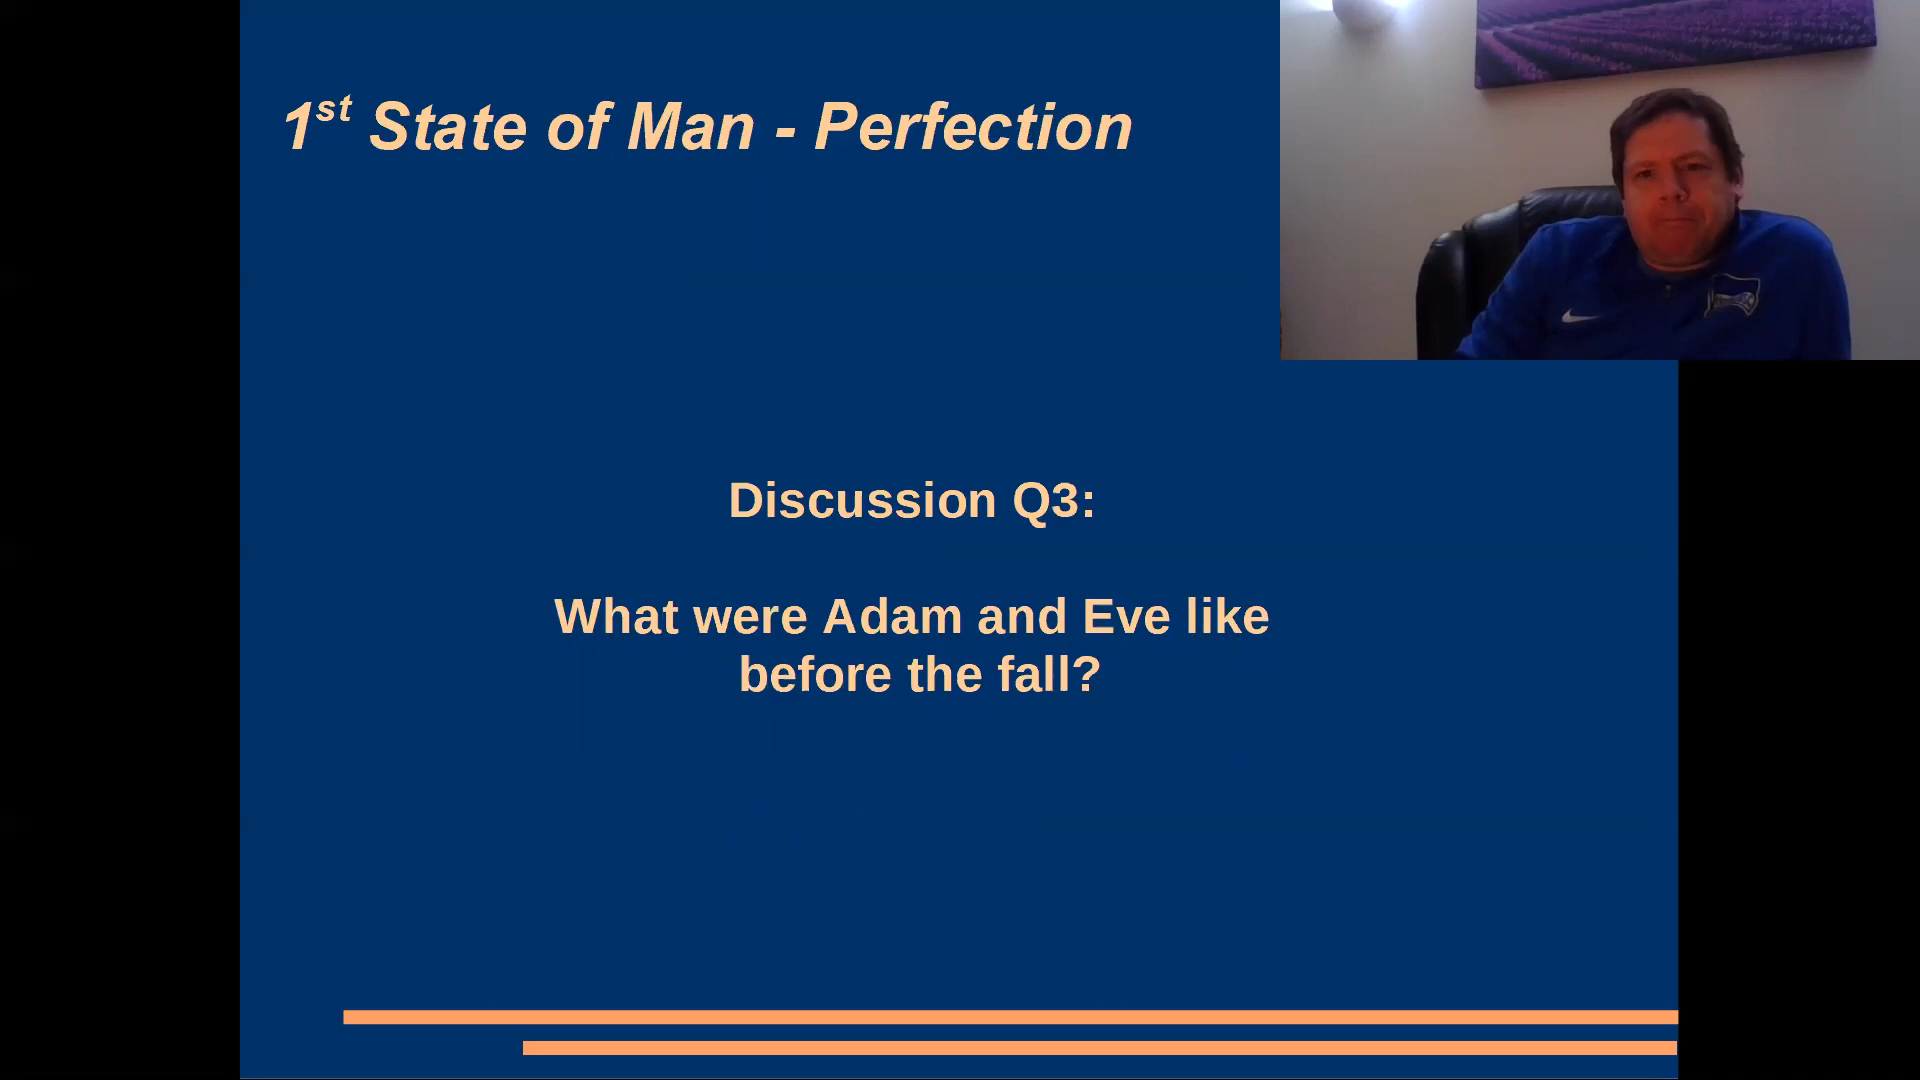 1st State of Man - Perfection
Discussion Q3:
What were Adam and Eve like
before the fall?